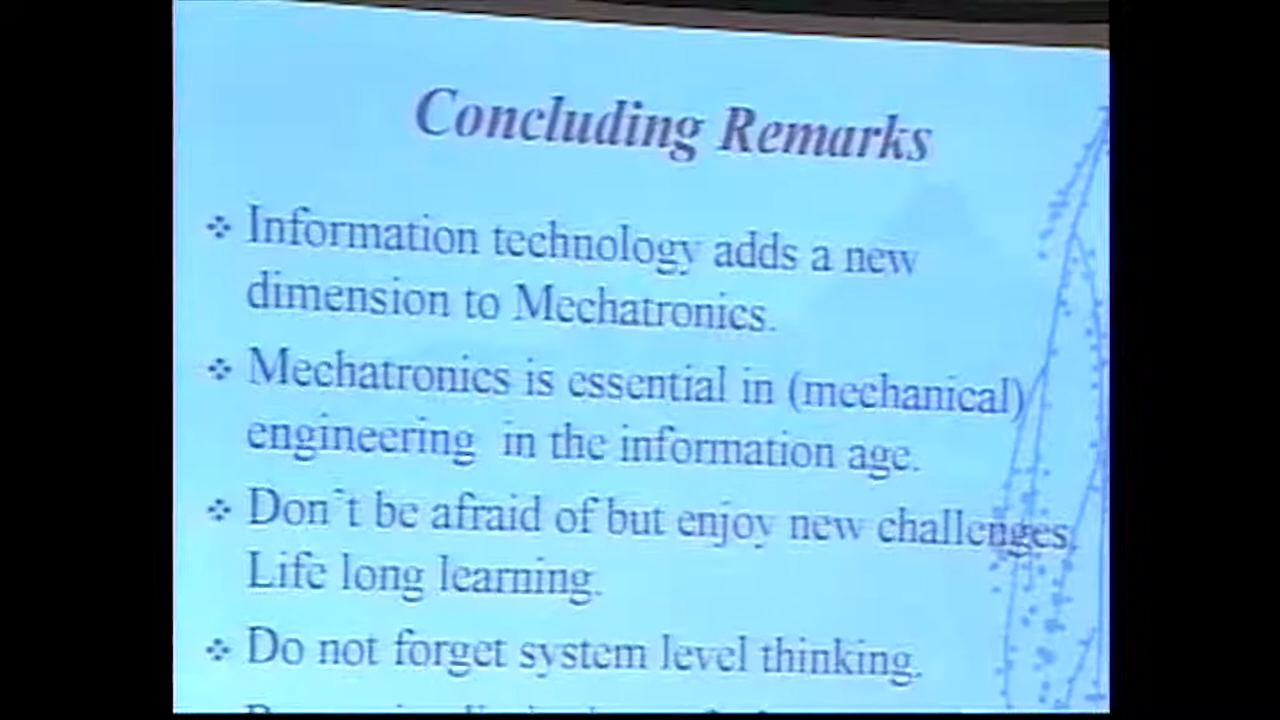 Concluding Remarks
❖ Information technology adds a new
dimension to Mechatronics.
❖ Mechatronics is essential in (mechanical)
engineering in the information age.
❖ Don't be afraid of but enjoy new challenges.
Life long learning.
❖ Do not forget system level thinking.